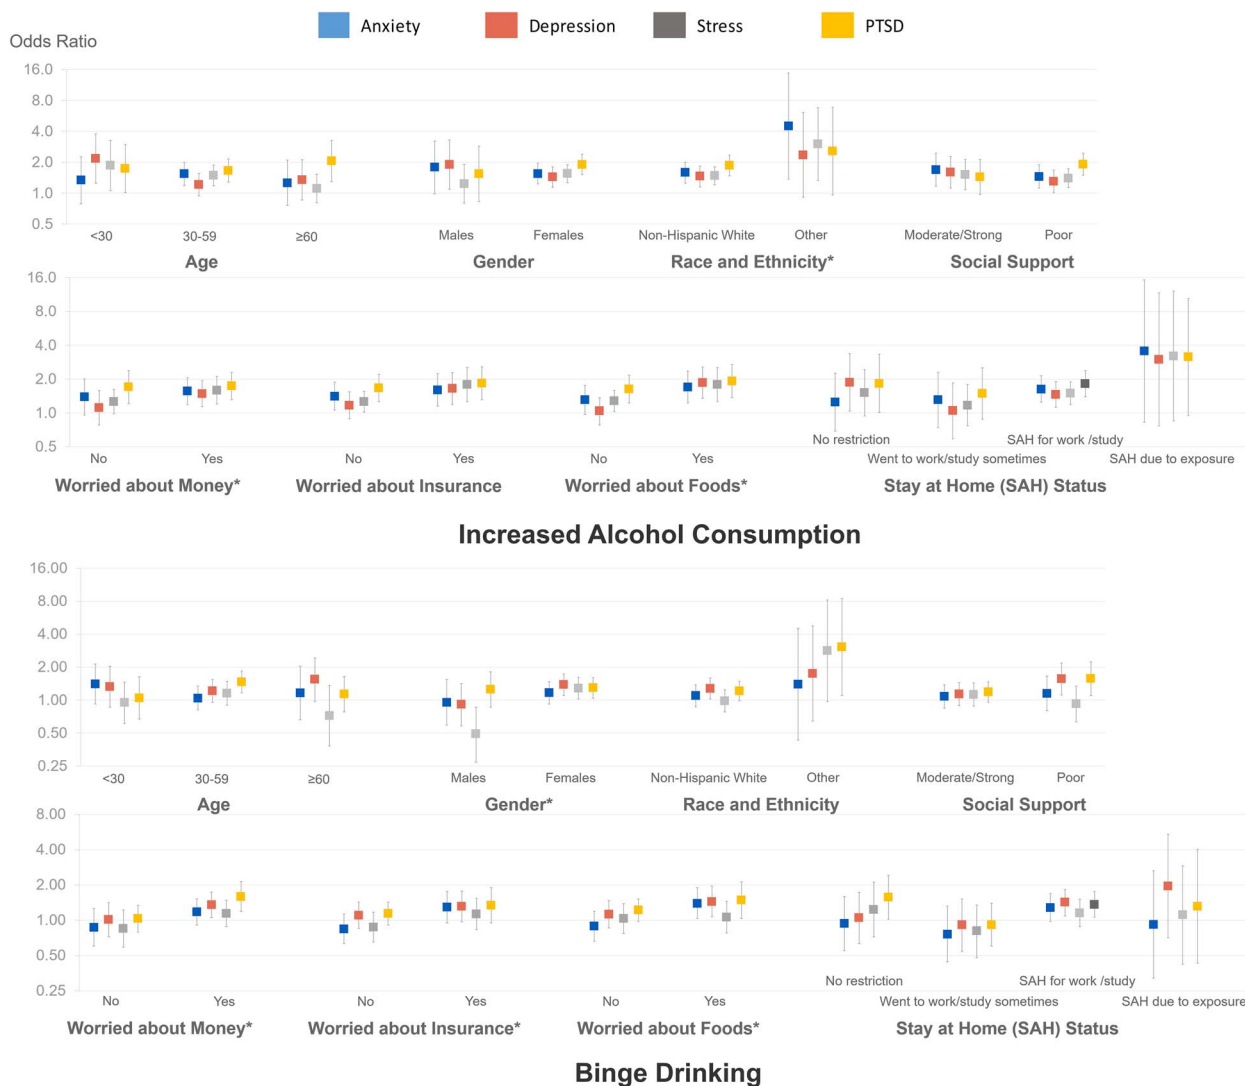 Anxiety Depression Stress PTSD
Odds Ratio
16.0
8.0
4.0
2.0
1.0
0.5
<30 30-59 ≥60 Males Females Non-Hispanic White Other Moderate/Strong Poor
Age Gender Race and Ethnicity* Social Support
16.0
8.0
4.0
2.0
1.0
0.5
No restriction SAH for work /study
No Yes No Yes No Yes Went to work/study sometimes SAH due to exposure
Worried about Money* Worried about Insurance Worried about Foods* Stay at Home (SAH) Status
Increased Alcohol Consumption
16.00
8.00
4.00
2.00
1.00
0.50
0.25
<30 30-59 ≥60 Males Females Non-Hispanic White Other Moderate/Strong Poor
Age Gender* Race and Ethnicity Social Support
8.00
4.00
2.00
1.00
0.50
0.25
No restriction SAH for work /study
No Yes No Yes No Yes Went to work/study sometimes SAH due to exposure
Worried about Money* Worried about Insurance* Worried about Foods* Stay at Home (SAH) Status
Binge Drinking